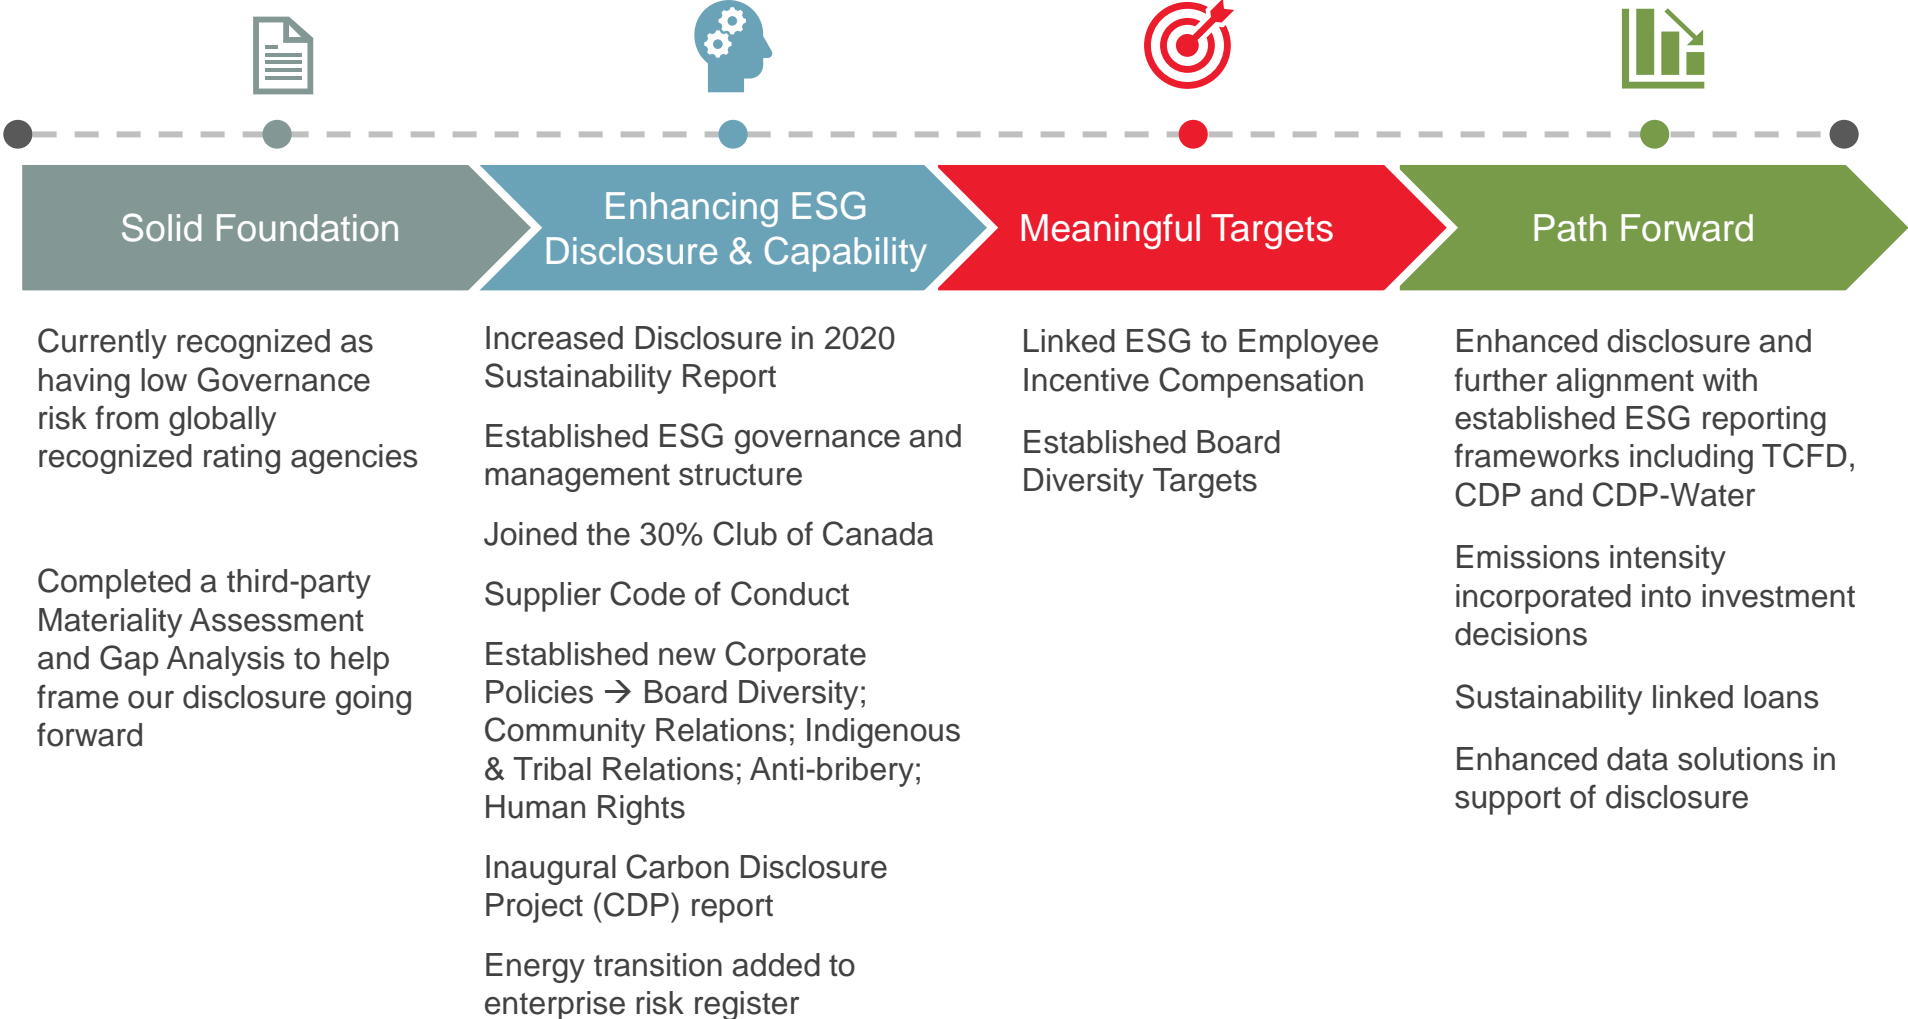 Solid Foundation
Enhancing ESG
Disclosure & Capability
Meaningful Targets
Path Forward
Currently recognized as
having low Governance
risk from globally
recognized rating agencies
Completed a third-party
Materiality Assessment
and Gap Analysis to help
frame our disclosure going
forward
Increased Disclosure in 2020
Sustainability Report
Established ESG governance and
management structure
Joined the 30% Club of Canada
Supplier Code of Conduct
Established new Corporate
Policies → Board Diversity;
Community Relations; Indigenous
& Tribal Relations; Anti-bribery;
Human Rights
Inaugural Carbon Disclosure
Project (CDP) report
Energy transition added to
enterprise risk register
Linked ESG to Employee
Incentive Compensation
Established Board
Diversity Targets
Enhanced disclosure and
further alignment with
established ESG reporting
frameworks including TCFD,
CDP and CDP-Water
Emissions intensity
incorporated into investment
decisions
Sustainability linked loans
Enhanced data solutions in
support of disclosure